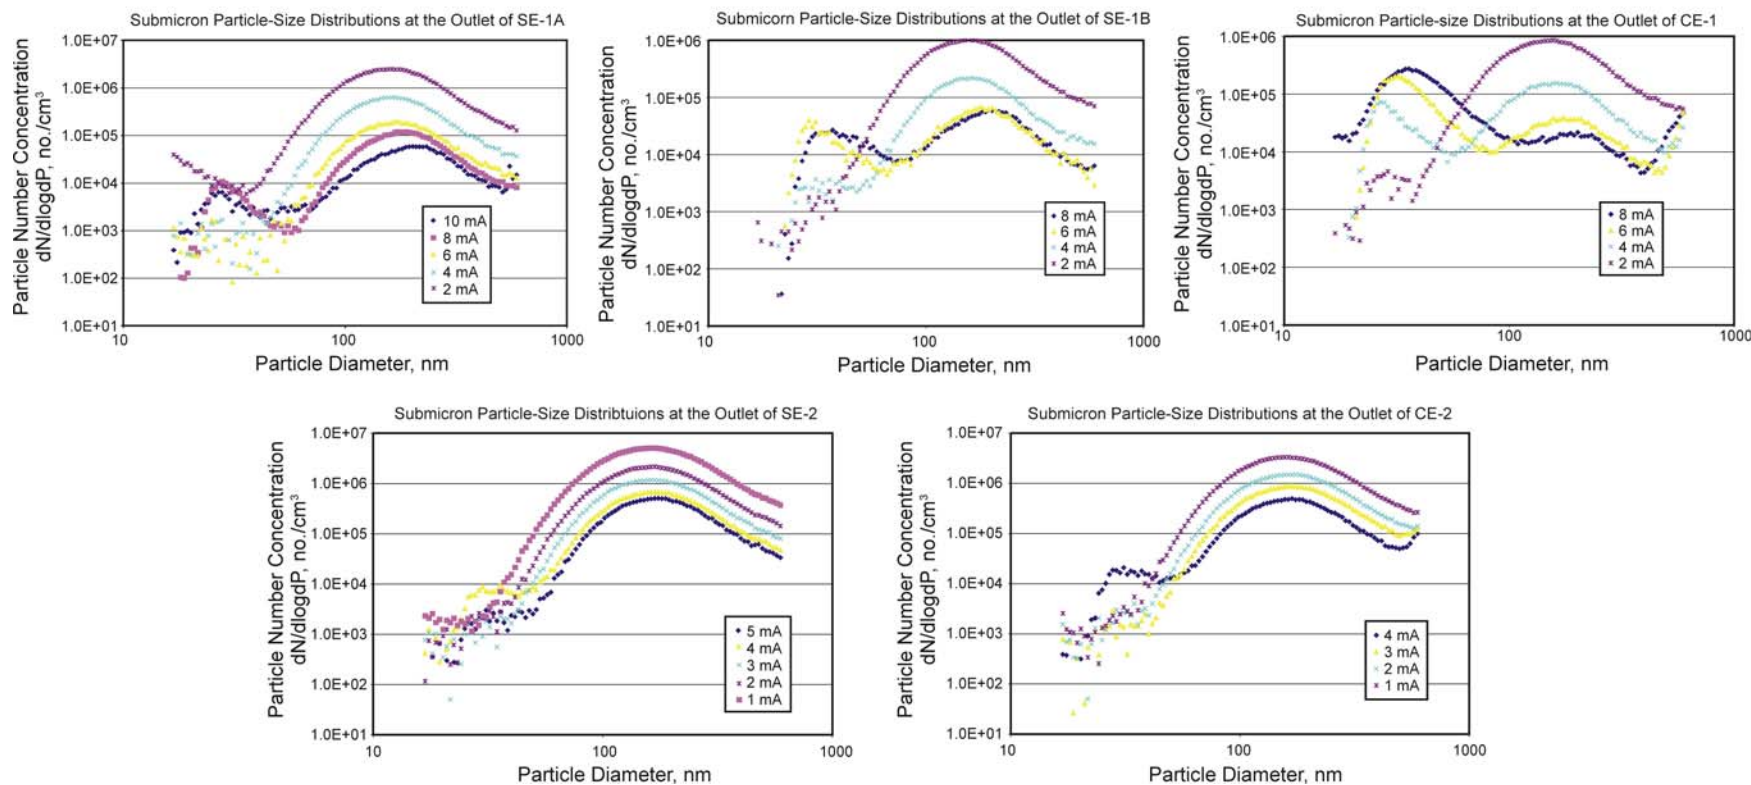 Submicron Particle-Size Distributions at the Outlet of SE-1A
1.0E+07
1.0E+06
1.0E+05
1.0E+04
1.0E+03
1.0E+02
1.0E+01
10
100
1000
Particle Number Concentration
dN/dlogdP, no./cm3
Particle Diameter, nm
10 mA
8 mA
6 mA
4 mA
2 mA
Submicorn Particle-Size Distributions at the Outlet of SE-1B
1.0E+06
1.0E+05
1.0E+04
1.0E+03
1.0E+02
1.0E+01
10
100
1000
Particle Number Concentration
dN/dlogdP, no./cm3
Particle Diameter, nm
8 mA
6 mA
4 mA
2 mA
Submicron Particle-size Distributions at the Outlet of CE-1
1.0E+06
1.0E+05
1.0E+04
1.0E+03
1.0E+02
1.0E+01
10
100
1000
Particle Number Concentration
dN/dlogdP, no./cm3
Particle Diameter, nm
8 mA
6 mA
4 mA
2 mA
Submicron Particle-Size Distribtuions at the Outlet of SE-2
1.0E+07
1.0E+06
1.0E+05
1.0E+04
1.0E+03
1.0E+02
1.0E+01
10
100
1000
Particle Number Concentration
dN/dlogdP, no./cm3
Particle Diameter, nm
5 mA
4 mA
3 mA
2 mA
1 mA
Submicron Particle-Size Distributions at the Outlet of CE-2
1.0E+07
1.0E+06
1.0E+05
1.0E+04
1.0E+03
1.0E+02
1.0E+01
10
100
1000
Particle Number Concentration
dN/dlogdP, no./cm3
Particle Diameter, nm
4 mA
3 mA
2 mA
1 mA